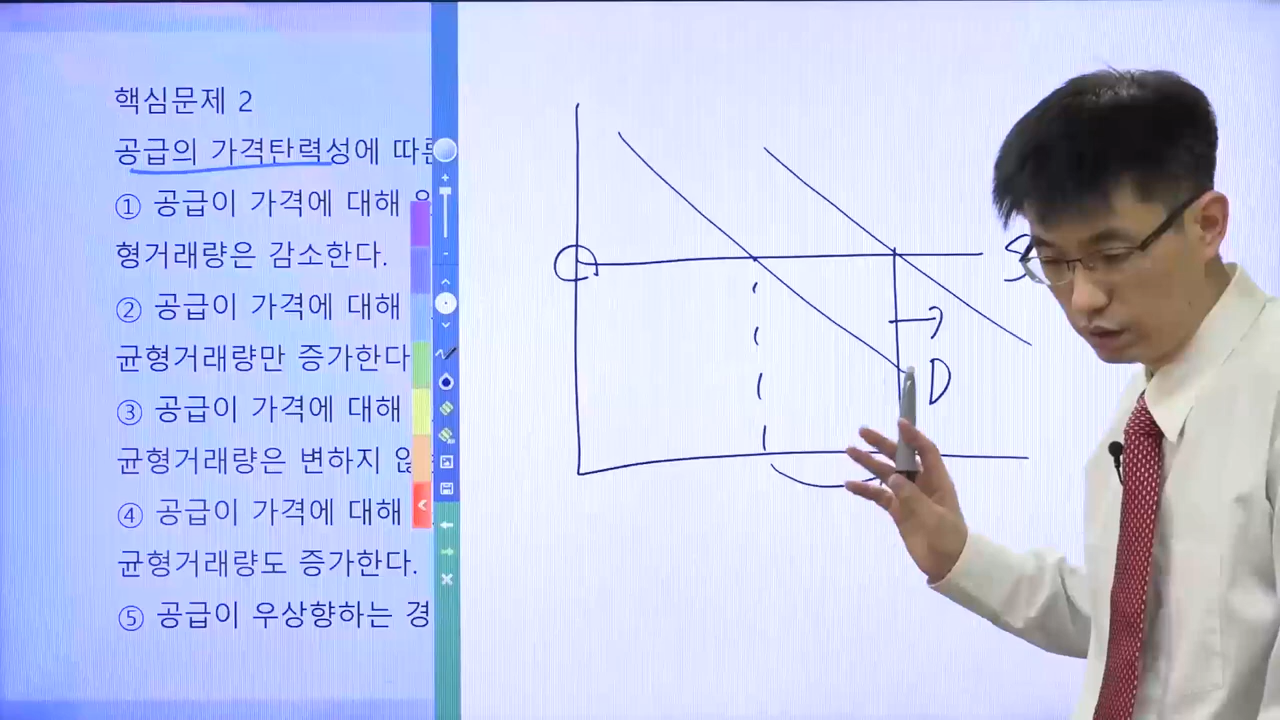 핵심문제 2
공급의 가격탄력성에 따른
① 공급이 가격에 대해
형거래량은 감소한다.
② 공급이 가격에 대해
균형거래량만 증가한다
③ 공급이 가격에 대해
균형거래량은 변하지
④ 공급이 가격에 대해
균형거래량도 증가한다.
⑤ 공급이 우상향하는 경
S
D